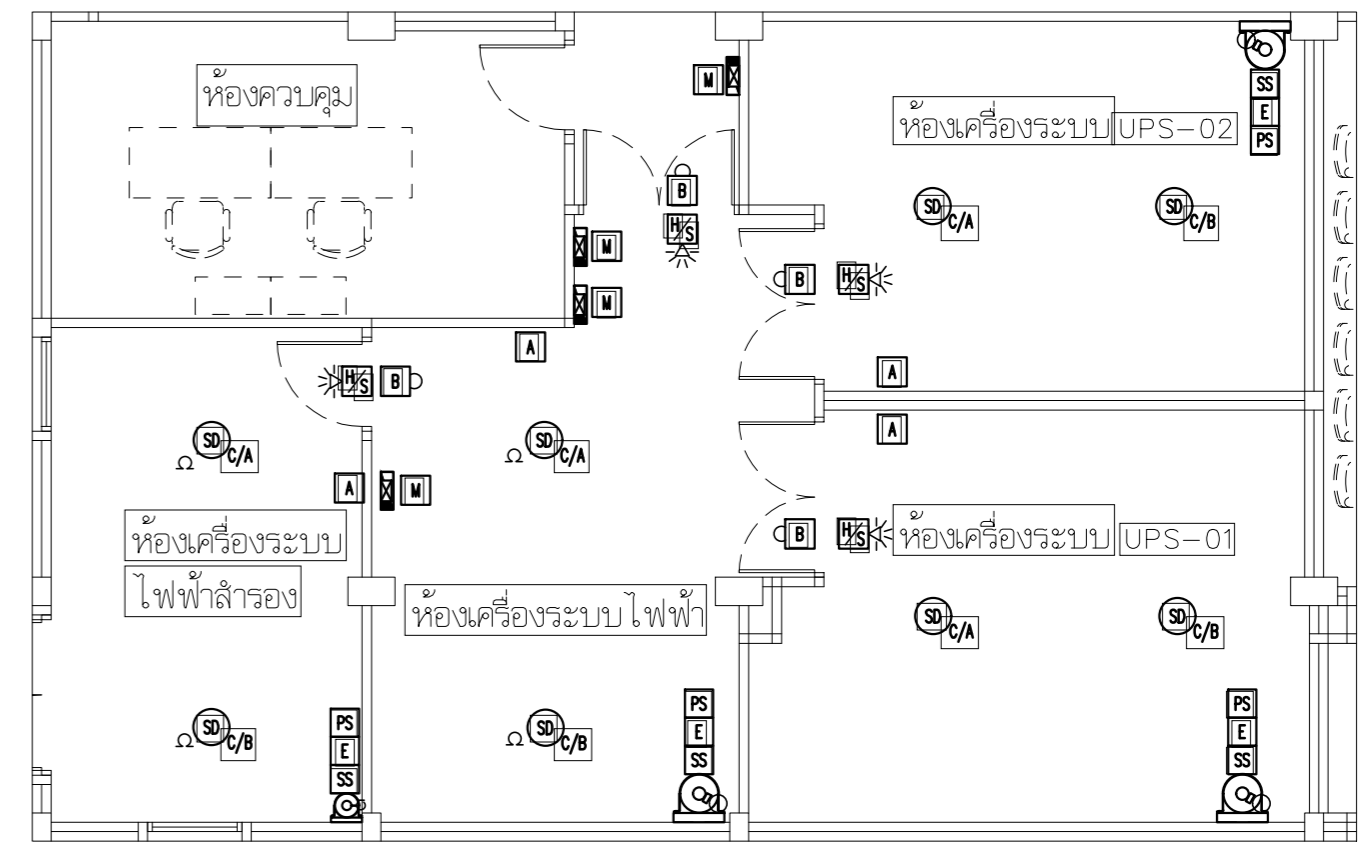 ห้องควบคุม
M
SS
E
PS
ห้องเครื่องระบบ UPS-02
B
H/S
SD C/A
SD C/B
M
M
B
H/S
A
A
H/S
B
A
SD C/A
Ω
SD C/A
Ω
A
M
B
H/S
ห้องเครื่องระบบ UPS-01
ห้องเครื่องระบบ
ไฟฟ้าสำรอง
ห้องเครื่องระบบไฟฟ้า
SD C/A
SD C/B
SD C/B
Ω
PS
E
SS
SD C/B
Ω
PS
E
SS
PS
E
SS